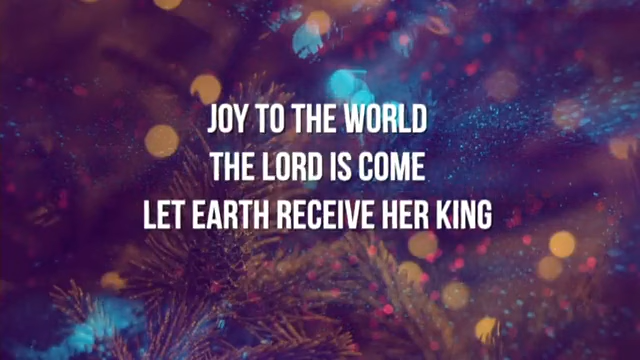 JOY TO THE WORLD
THE LORD IS COME
LET EARTH RECEIVE HER KING